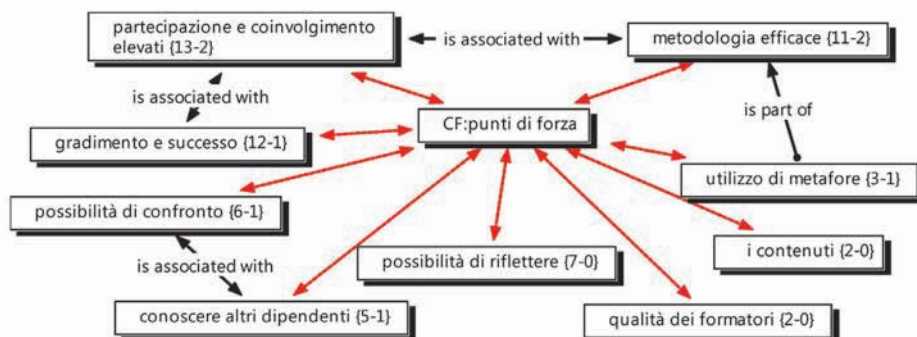 partecipazione e coinvolgimento
elevati {13-2}
is associated with
metodologia efficace {11-2}
is associated with
is part of
CF:punti di forza
gradimento e successo {12-1}
utilizzo di metafore {3-1}
possibilità di confronto {6-1}
i contenuti {2-0}
is associated with
possibilità di riflettere {7-0}
conoscere altri dipendenti {5-1}
qualità dei formatori {2-0}